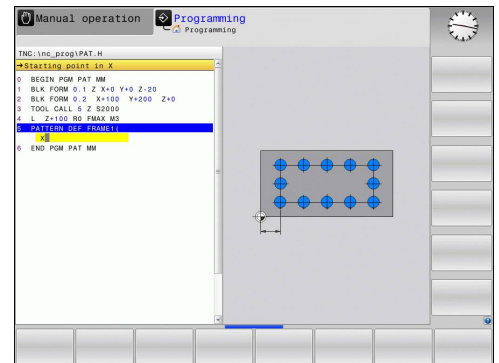 Manual operation
Programming
Programming
TNC:\nc_prog\PAT.H
→Starting point in X
0 BEGIN PGM PAT MM
1 BLK FORM 0.1 Z X+0 Y+0 Z-20
2 BLK FORM 0.2 X+100 Y+200 Z+0
3 TOOL CALL 5 Z S2000
4 L Z+100 R0 FMAX M3
5 PATTERN DEF FRAME1(
X
6 END PGM PAT MM